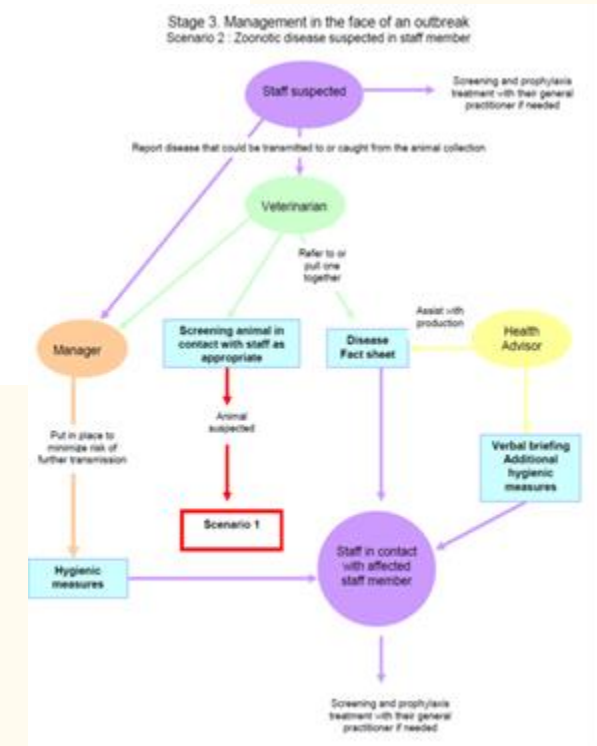 Stage 3. Management in the face of an outbreak
Scenario 2 : Zoonotic disease suspected in staff member
Staff suspected
Screening and prophylaxis
treatment with their general
practitioner if needed
Report disease that could be transmitted to or caught from the animal collection
Veterinarian
Refer to or
pull one
together
Manager
Screening animal in
contact with staff as
appropriate
Disease
Fact sheet
Assist with
production
Health
Advisor
Animal
suspected
Put in place to
minimize risk of
further transmission
Verbal briefing
Additional
hygienic
measures
Scenario 1
Staff in contact
with affected
staff member
Hygienic
measures
Screening and prophylaxis
treatment with their general
practitioner if needed